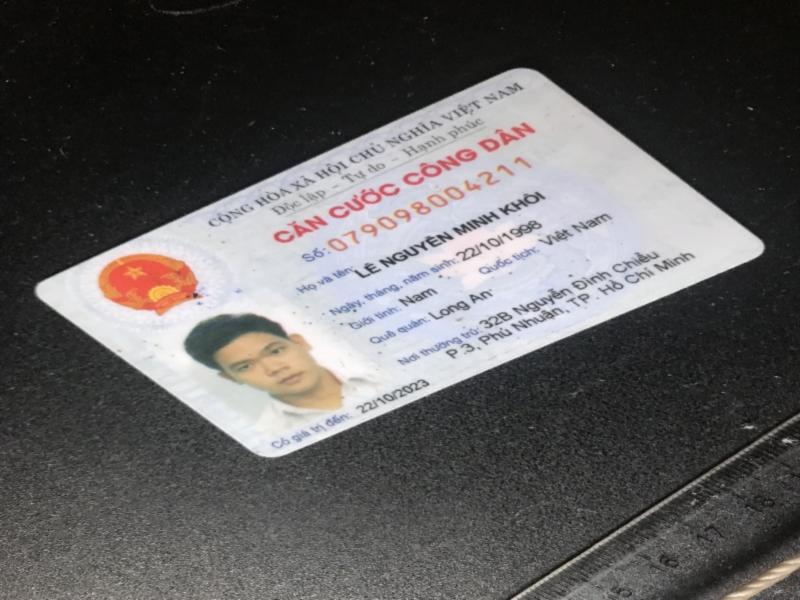 CỘNG HÒA XÃ HỘI CHỦ NGHĨA VIỆT NAM
Độc lập - Tự do - Hạnh phúc
CĂN CƯỚC CÔNG DÂN
Số: 079098004211
Họ và tên: LÊ NGUYÊN MINH KHÔI
Ngày, tháng, năm sinh: 22/10/1998
Giới tính: Nam Quốc tịch: Việt Nam
Quê quán: Long An
Nơi thường trú: 32B Nguyễn Đình Chiểu
P.3, Phú Nhuận, TP. Hồ Chí Minh
Có giá trị đến: 22/10/2023
16 17 18